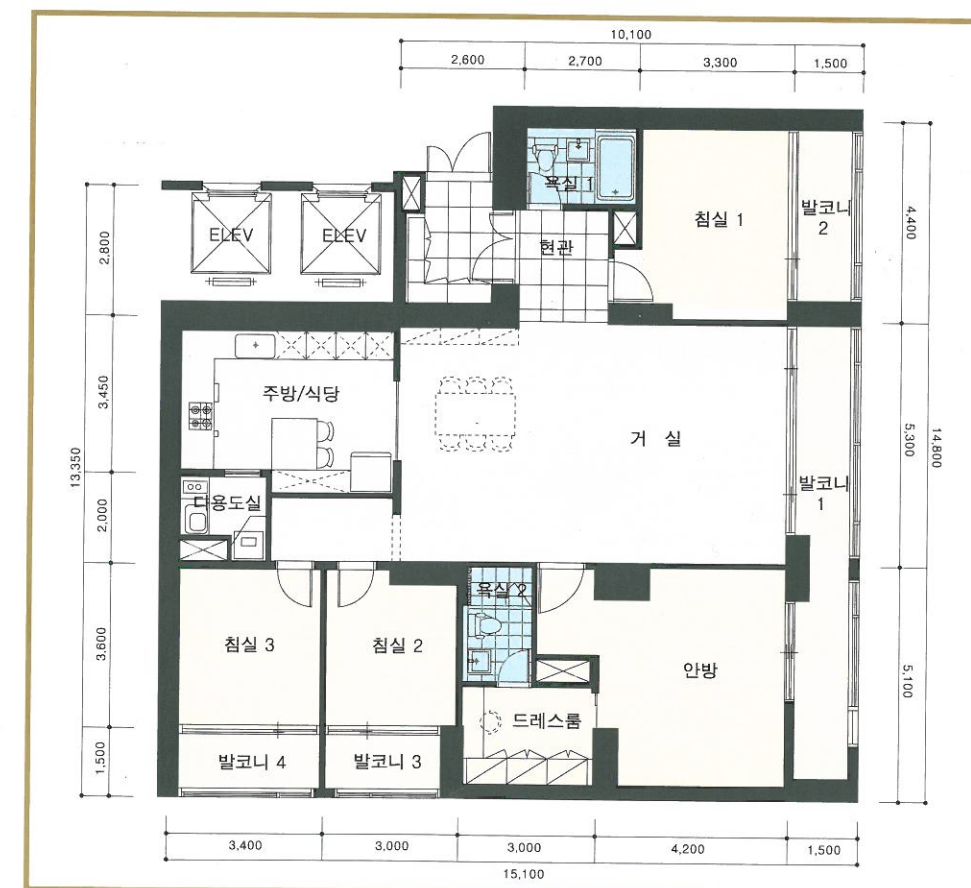 10,100
2,600
2,700
3,300
1,500
욕실 1
침실 1
발코니
2
ELEV
ELEV
현관
2,800
4,400
주방/식당
거 실
3,450
13,350
5,300
14,800
다용도실
발코니
1
2,000
욕실 2
침실 3
침실 2
안방
3,600
5,100
드레스룸
발코니 4
발코니 3
1,500
3,400
3,000
3,000
4,200
1,500
15,100